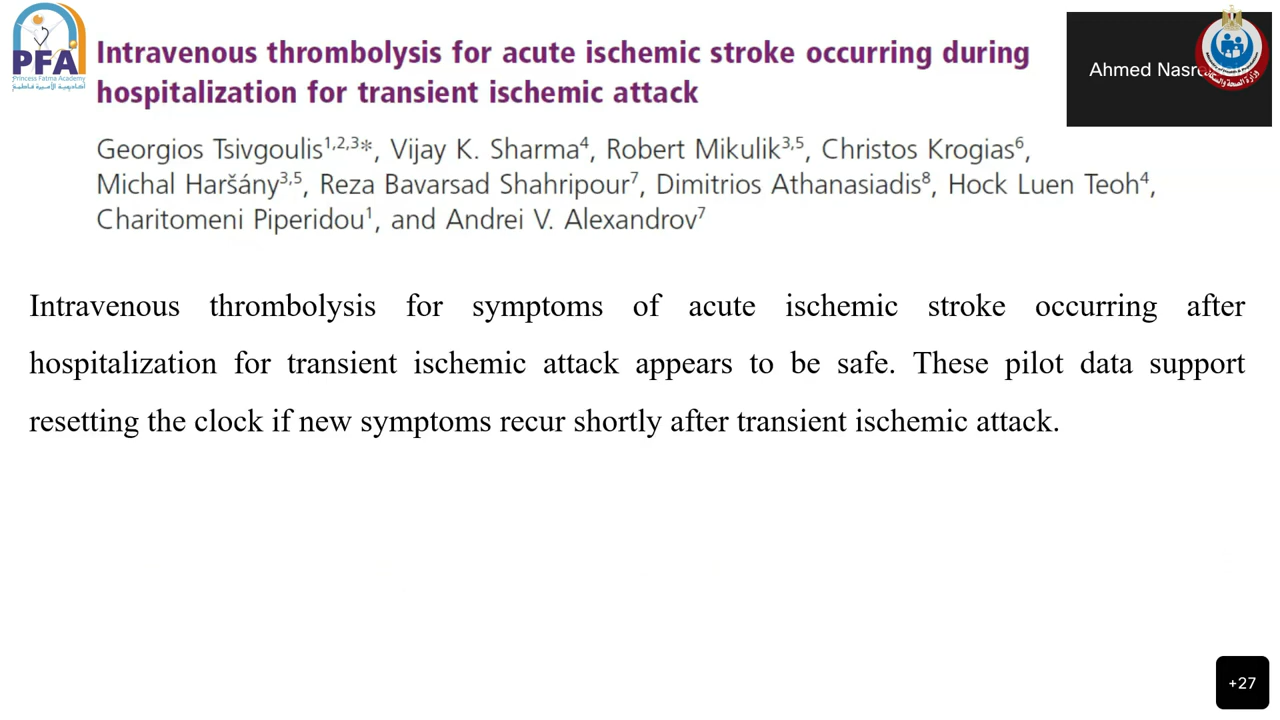 PFA
Princess Fatma Academy
أكاديمية الأميرة فاطمة
Intravenous thrombolysis for acute ischemic stroke occurring during
hospitalization for transient ischemic attack
Ahmed Nasre
Georgios Tsivgoulis1,2,3*, Vijay K. Sharma4, Robert Mikulik3,5, Christos Krogias6,
Michal Haršány3,5, Reza Bavarsad Shahripour7, Dimitrios Athanasiadis8, Hock Luen Teoh4,
Charitomeni Piperidou1, and Andrei V. Alexandrov7
Intravenous thrombolysis for symptoms of acute ischemic stroke occurring after
hospitalization for transient ischemic attack appears to be safe. These pilot data support
resetting the clock if new symptoms recur shortly after transient ischemic attack.
+27